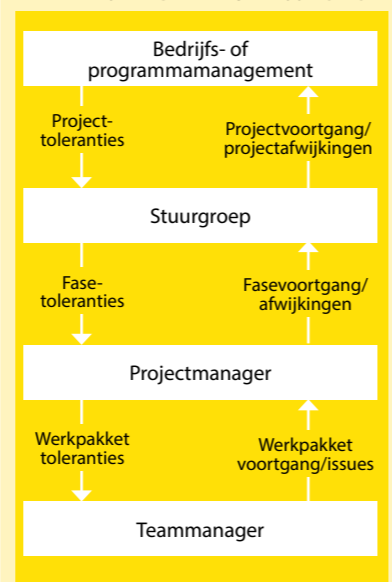 Bedrijfs- of
programmamanagement
Project-
toleranties
Projectvoortgang/
projectafwijkingen
Stuurgroep
Fase-
toleranties
Fasevoortgang/
afwijkingen
Projectmanager
Werkpakket
toleranties
Werkpakket
voortgang/issues
Teammanager